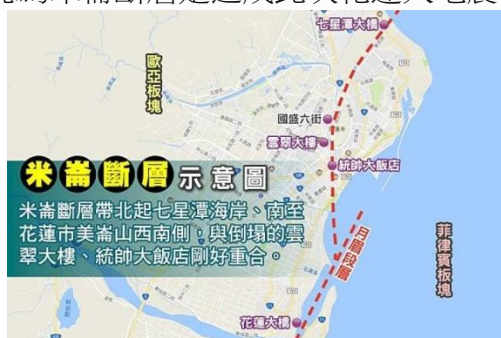 七星潭大橋
歐亞板塊
國盛六街
雲翠大樓
統帥大飯店
米崙斷層示意圖
米崙斷層帶北起七星潭海岸、南至
花蓮市美崙山西南側，與倒塌的雲
翠大樓、統帥大飯店剛好重合。
月眉段層
菲律賓板塊
花蓮大橋